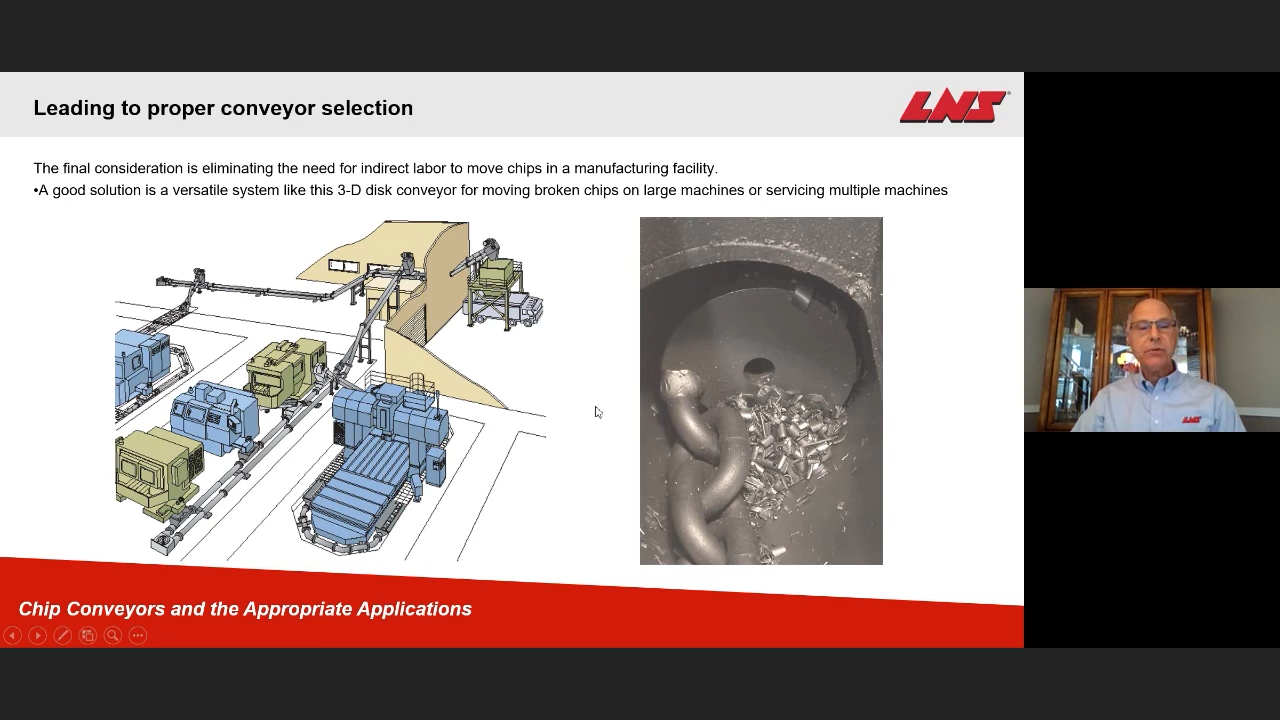 Leading to proper conveyor selection
LNS
The final consideration is eliminating the need for indirect labor to move chips in a manufacturing facility.
•A good solution is a versatile system like this 3-D disk conveyor for moving broken chips on large machines or servicing multiple machines
LNS
Chip Conveyors and the Appropriate Applications